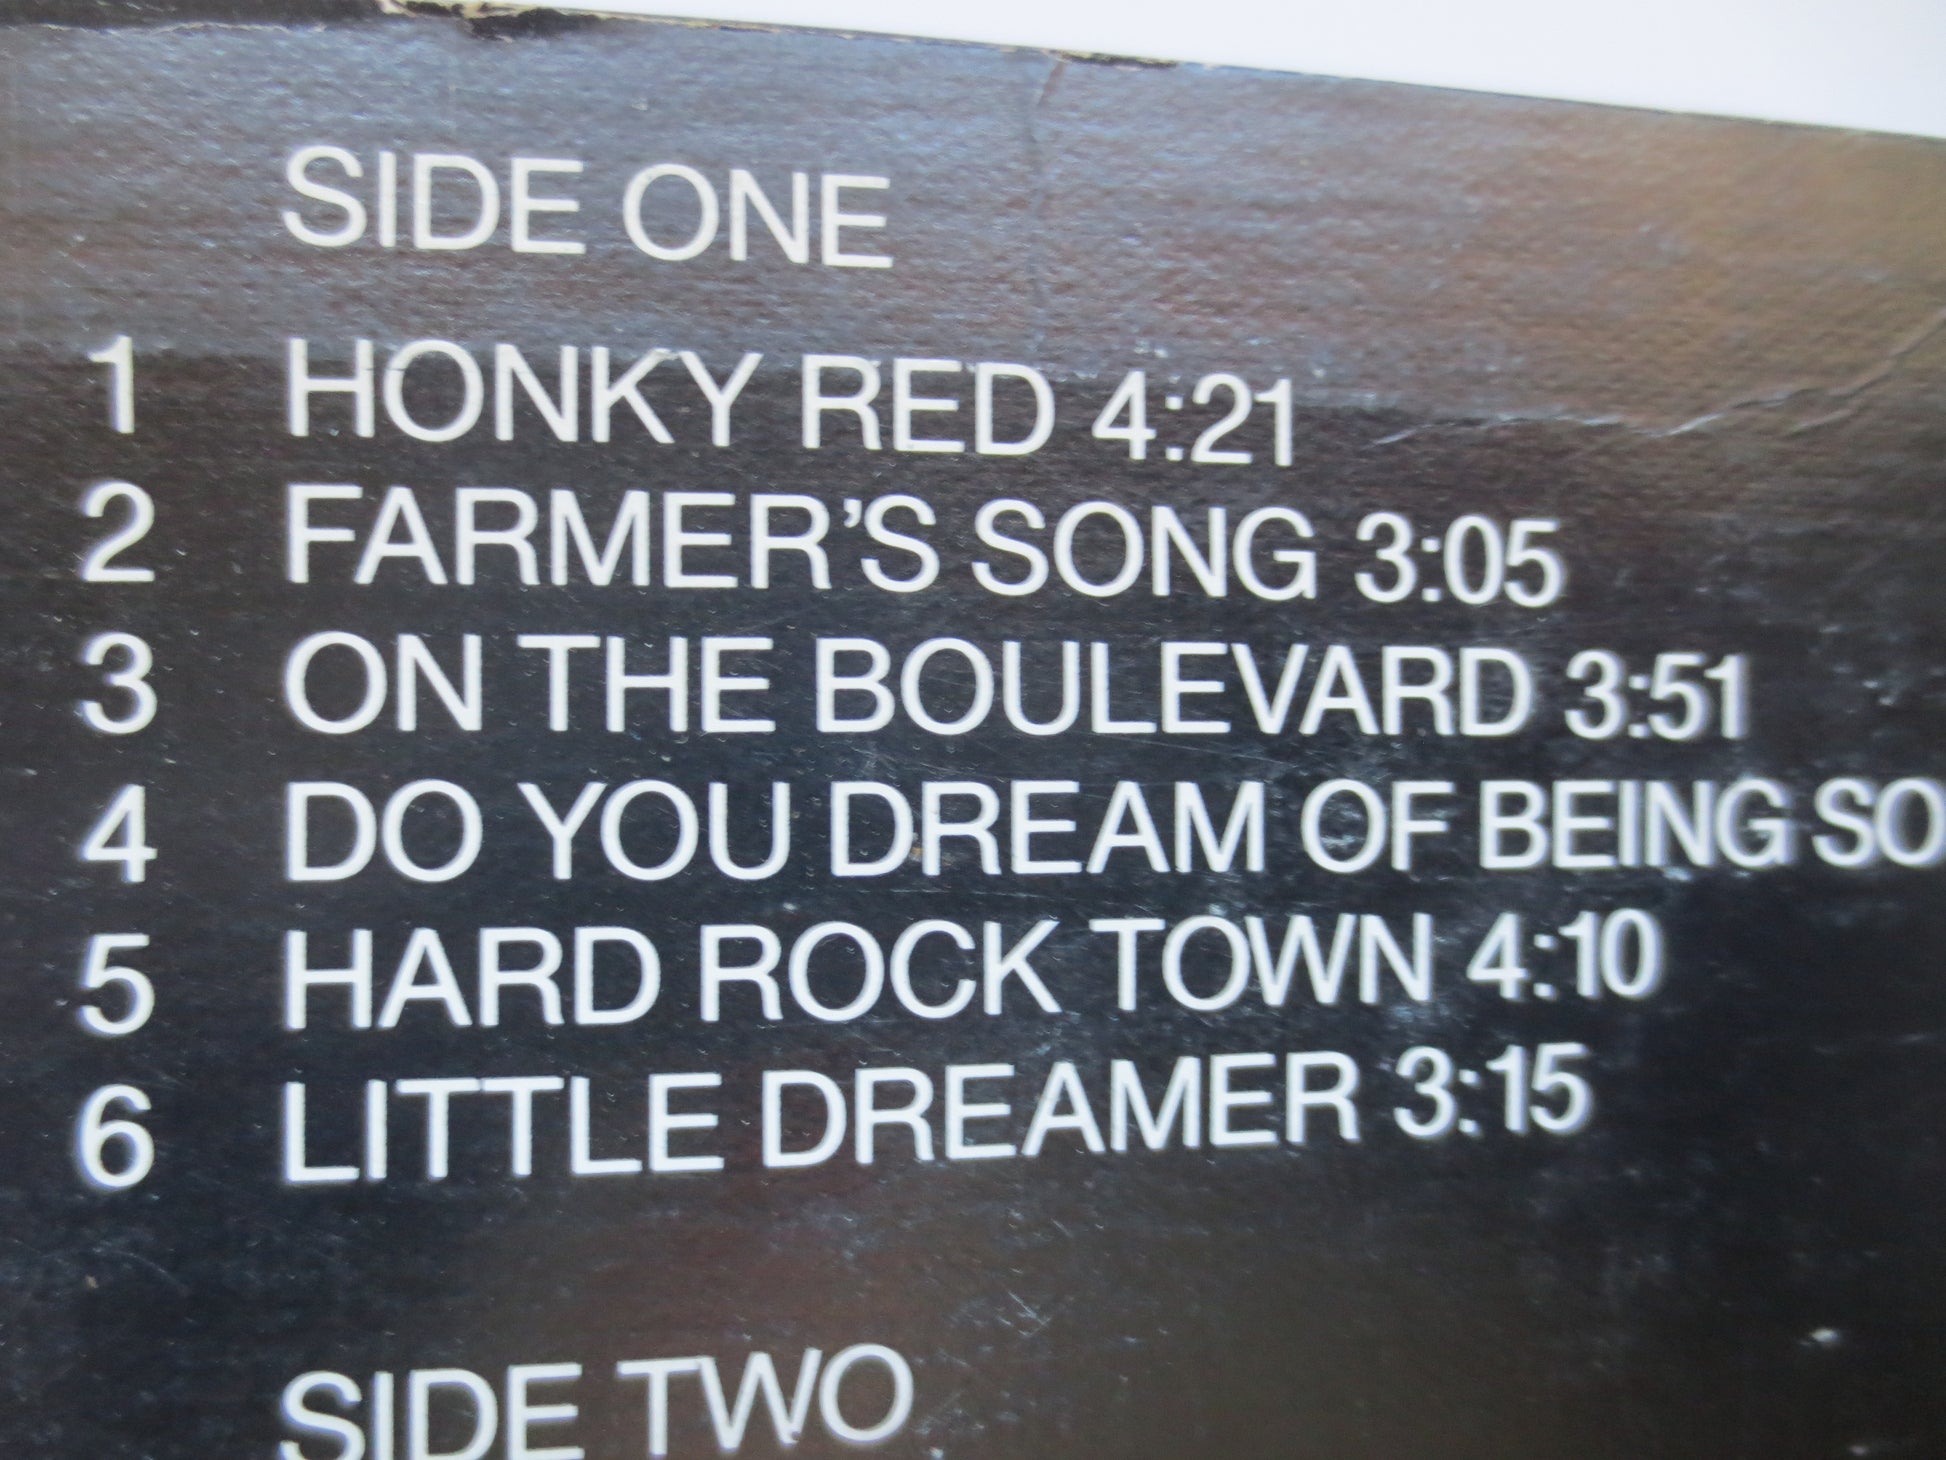 SIDE ONE
1 HONKY RED 4:21
2 FARMER'S SONG 3:05
3 ON THE BOULEVARD 3:51
4 DO YOU DREAM OF BEING SO
5 HARD ROCK TOWN 4:10
6 LITTLE DREAMER 3:15
SIDE TWO